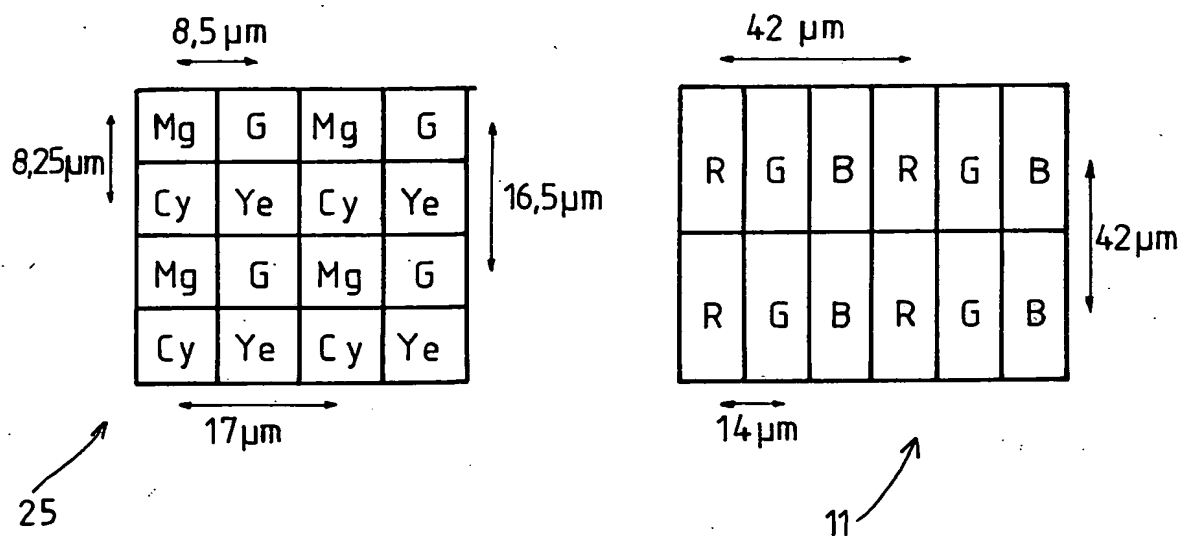 8,5 µm
Mg G Mg G
8,25µm
Cy Ye Cy Ye
16,5µm
Mg G Mg G
Cy Ye Cy Ye
17µm
25
42 µm
R G B R G B
42µm
R G B R G B
14µm
11